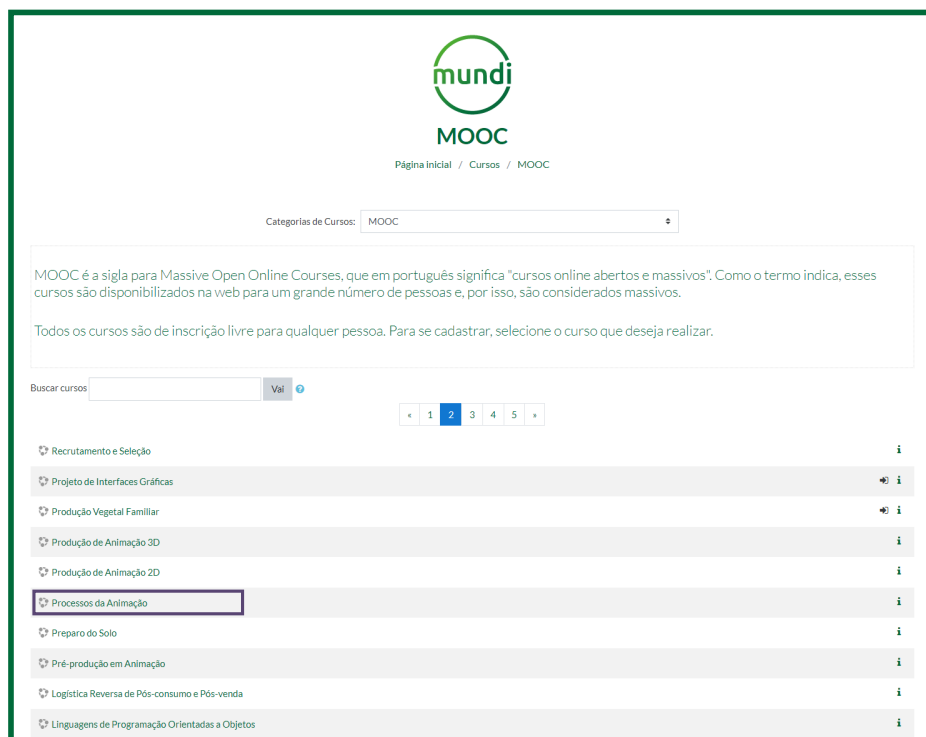 mundi
MOOC
Página inicial / Cursos / MOOC
Categorias de Cursos: MOOC
MOOC é a sigla para Massive Open Online Courses, que em português significa "cursos online abertos e massivos". Como o termo indica, esses
cursos são disponibilizados na web para um grande número de pessoas e, por isso, são considerados massivos.
Todos os cursos são de inscrição livre para qualquer pessoa. Para se cadastrar, selecione o curso que deseja realizar.
Buscar cursos Vai ?
« 1 2 3 4 5 »
Recrutamento e Seleção
Projeto de Interfaces Gráficas
Produção Vegetal Familiar
Produção de Animação 3D
Produção de Animação 2D
Processos da Animação
Preparo do Solo
Pré-produção em Animação
Logística Reversa de Pós-consumo e Pós-venda
Linguagens de Programação Orientadas a Objetos